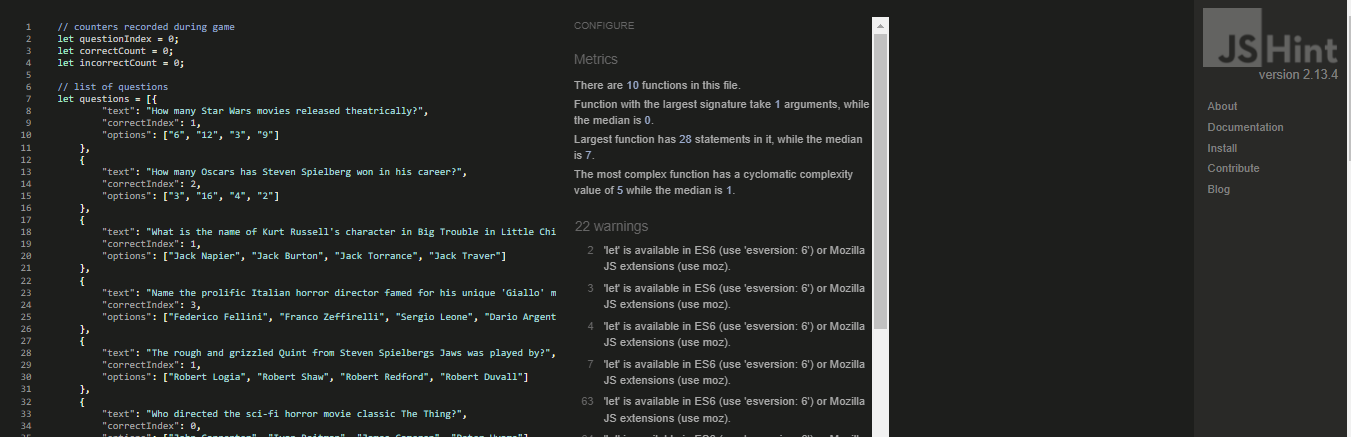 1 // counters recorded during game
2 let questionIndex = 0;
3 let correctCount = 0;
4 let incorrectCount = 0;
5
6 // list of questions
7 let questions = [{
8 "text": "How many Star Wars movies released theatrically?",
9 "correctIndex": 1,
10 "options": ["6", "12", "3", "9"]
11 },
12 {
13 "text": "How many Oscars has Steven Spielberg won in his career?",
14 "correctIndex": 2,
15 "options": ["3", "16", "4", "2"]
16 },
17 {
18 "text": "What is the name of Kurt Russell's character in Big Trouble in Little Chi
19 "correctIndex": 1,
20 "options": ["Jack Napier", "Jack Burton", "Jack Torrance", "Jack Traver"]
21 },
22 {
23 "text": "Name the prolific Italian horror director famed for his unique 'Giallo' m
24 "correctIndex": 3,
25 "options": ["Federico Fellini", "Franco Zeffirelli", "Sergio Leone", "Dario Argent
26 },
27 {
28 "text": "The rough and grizzled Quint from Steven Spielbergs Jaws was played by?",
29 "correctIndex": 1,
30 "options": ["Robert Logia", "Robert Shaw", "Robert Redford", "Robert Duvall"]
31 },
32 {
33 "text": "Who directed the sci-fi horror movie classic The Thing?",
34 "correctIndex": 0,
CONFIGURE
Metrics
There are 10 functions in this file.
Function with the largest signature take 1 arguments, while
the median is 0.
Largest function has 28 statements in it, while the median
is 7.
The most complex function has a cyclomatic complexity
value of 5 while the median is 1.
22 warnings
2 'let' is available in ES6 (use 'esversion: 6') or Mozilla
JS extensions (use moz).
3 'let' is available in ES6 (use 'esversion: 6') or Mozilla
JS extensions (use moz).
4 'let' is available in ES6 (use 'esversion: 6') or Mozilla
JS extensions (use moz).
7 'let' is available in ES6 (use 'esversion: 6') or Mozilla
JS extensions (use moz).
63 'let' is available in ES6 (use 'esversion: 6') or Mozilla
JS extensions (use moz).
JSHint
version 2.13.4
About
Documentation
Install
Contribute
Blog